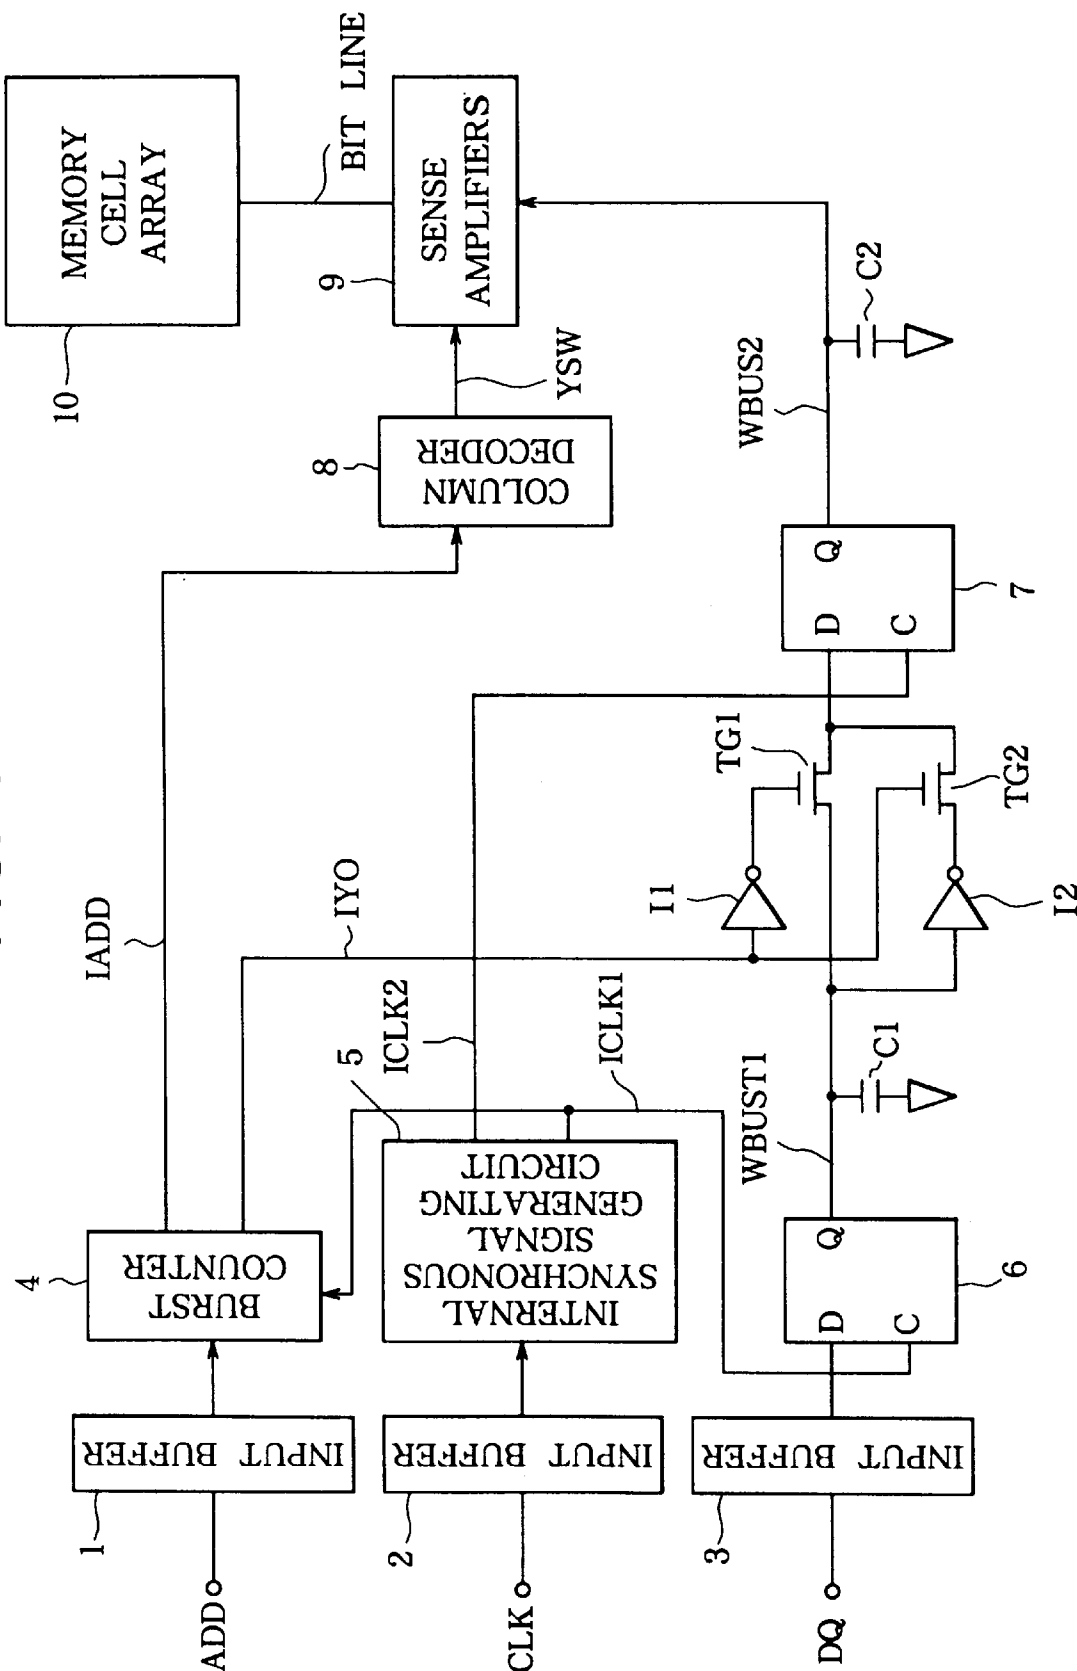 ADD
1
INPUT BUFFER
4
BURST
COUNTER
IADD
IYO
CLK
2
INPUT BUFFER
5
INTERNAL
SYNCHRONOUS
SIGNAL
GENERATING
CIRCUIT
ICLK2
ICLK1
DQ
3
INPUT BUFFER
6
D
Q
C
WBUST1
C1
I1
I2
TG1
TG2
7
D
Q
C
WBUS2
C2
8
COLUMN
DECODER
YSW
9
SENSE
AMPLIFIERS
BIT LINE
10
MEMORY
CELL
ARRAY